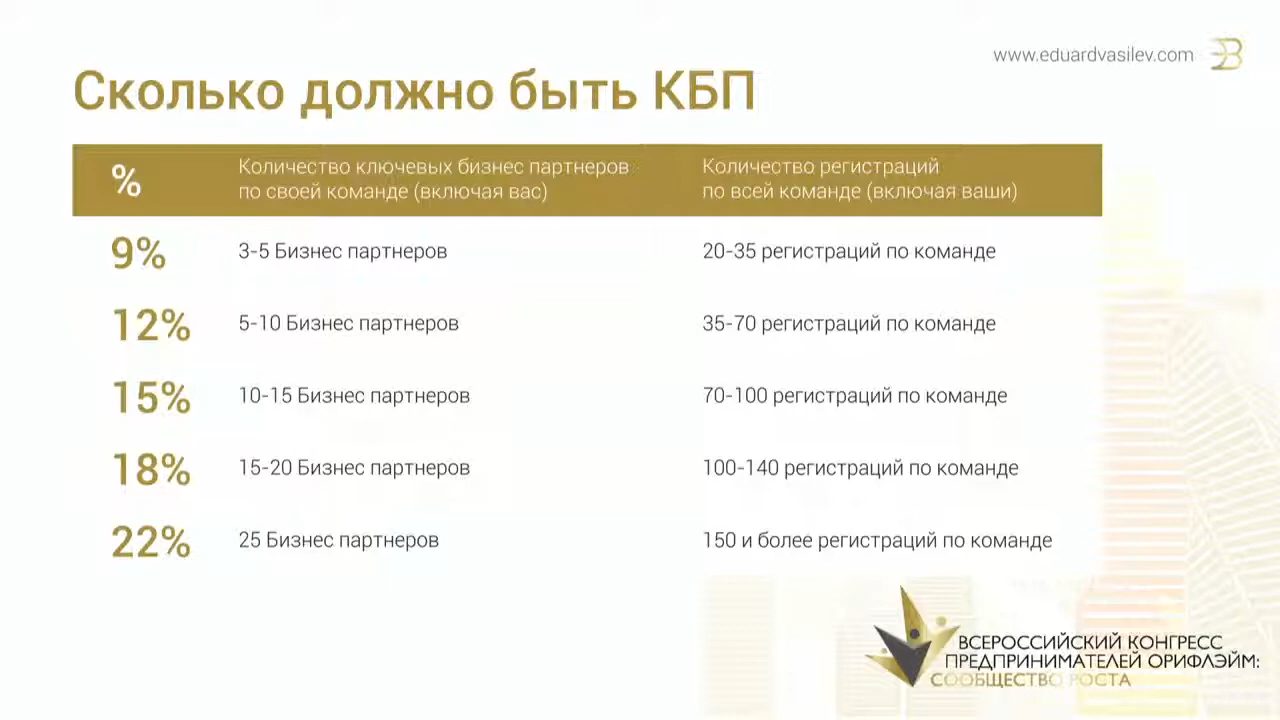 www.eduardvasilev.com
Сколько должно быть КБП
%
Количество ключевых бизнес партнеров
по своей команде (включая вас)
Количество регистраций
по всей команде (включая ваши)
9%
3-5 Бизнес партнеров
20-35 регистраций по команде
12%
5-10 Бизнес партнеров
35-70 регистраций по команде
15%
10-15 Бизнес партнеров
70-100 регистраций по команде
18%
15-20 Бизнес партнеров
100-140 регистраций по команде
22%
25 Бизнес партнеров
150 и более регистраций по команде
ВСЕРОССИЙСКИЙ КОНГРЕСС
ПРЕДПРИНИМАТЕЛЕЙ ОРИФЛЭЙМ:
СООБЩЕСТВО РОСТА